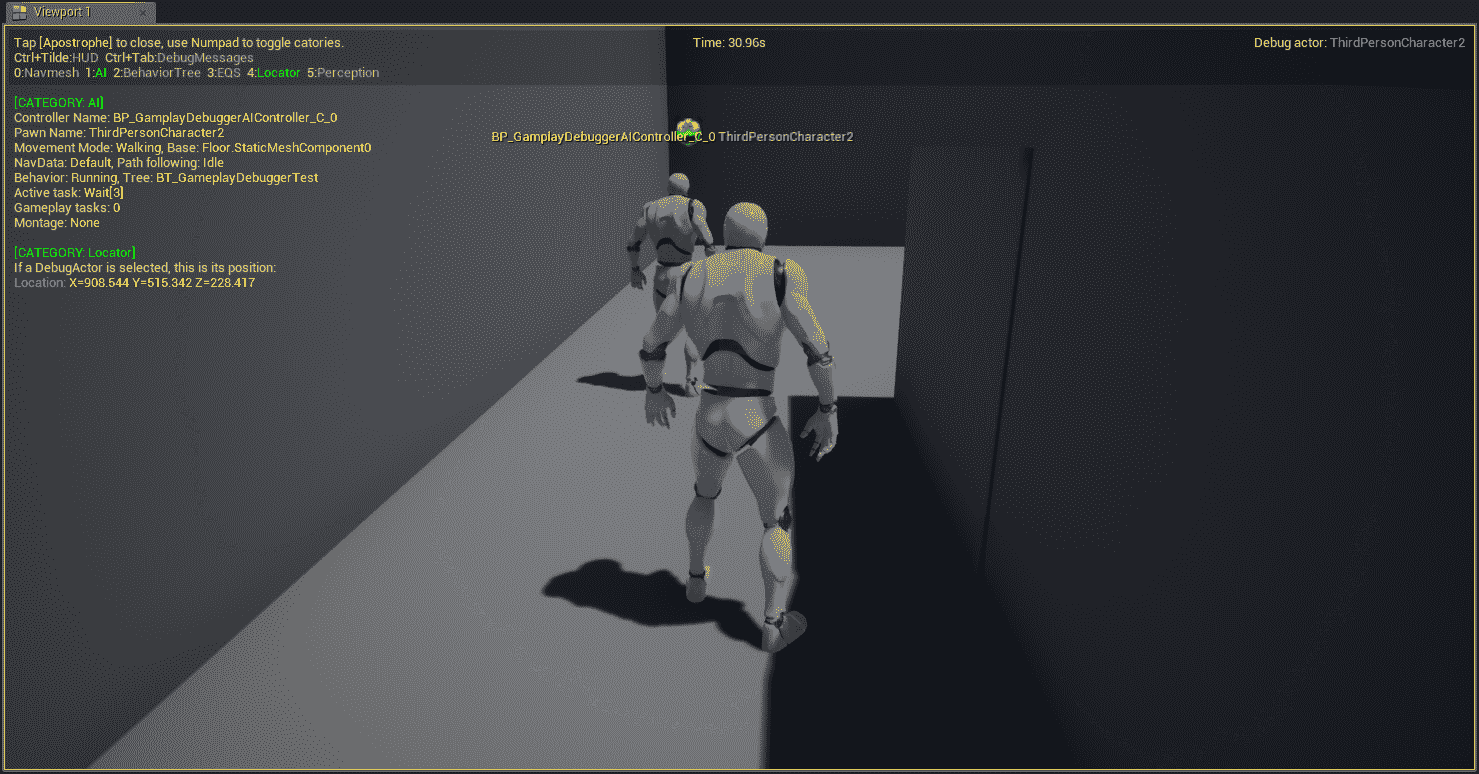 Viewport 1
Tap [Apostrophe] to close, use Numpad to toggle catories.
Time: 30.96s
Debug actor: ThirdPersonCharacter2
Ctrl+Tilde:HUD Ctrl+Tab:DebugMessages
0:Navmesh 1:AI 2:BehaviorTree 3:EQS 4:Locator 5:Perception
[CATEGORY: AI]
Controller Name: BP_GamplayDebuggerAIController_C_0
Pawn Name: ThirdPersonCharacter2
Movement Mode: Walking, Base: Floor.StaticMeshComponent0
NavData: Default, Path following: Idle
Behavior: Running, Tree: BT_GameplayDebuggerTest
Active task: Wait[3]
Gameplay tasks: 0
Montage: None
BP_GamplayDebuggerAIController_C_0 ThirdPersonCharacter2
[CATEGORY: Locator]
If a DebugActor is selected, this is its position:
Location: X=908.544 Y=515.342 Z=228.417